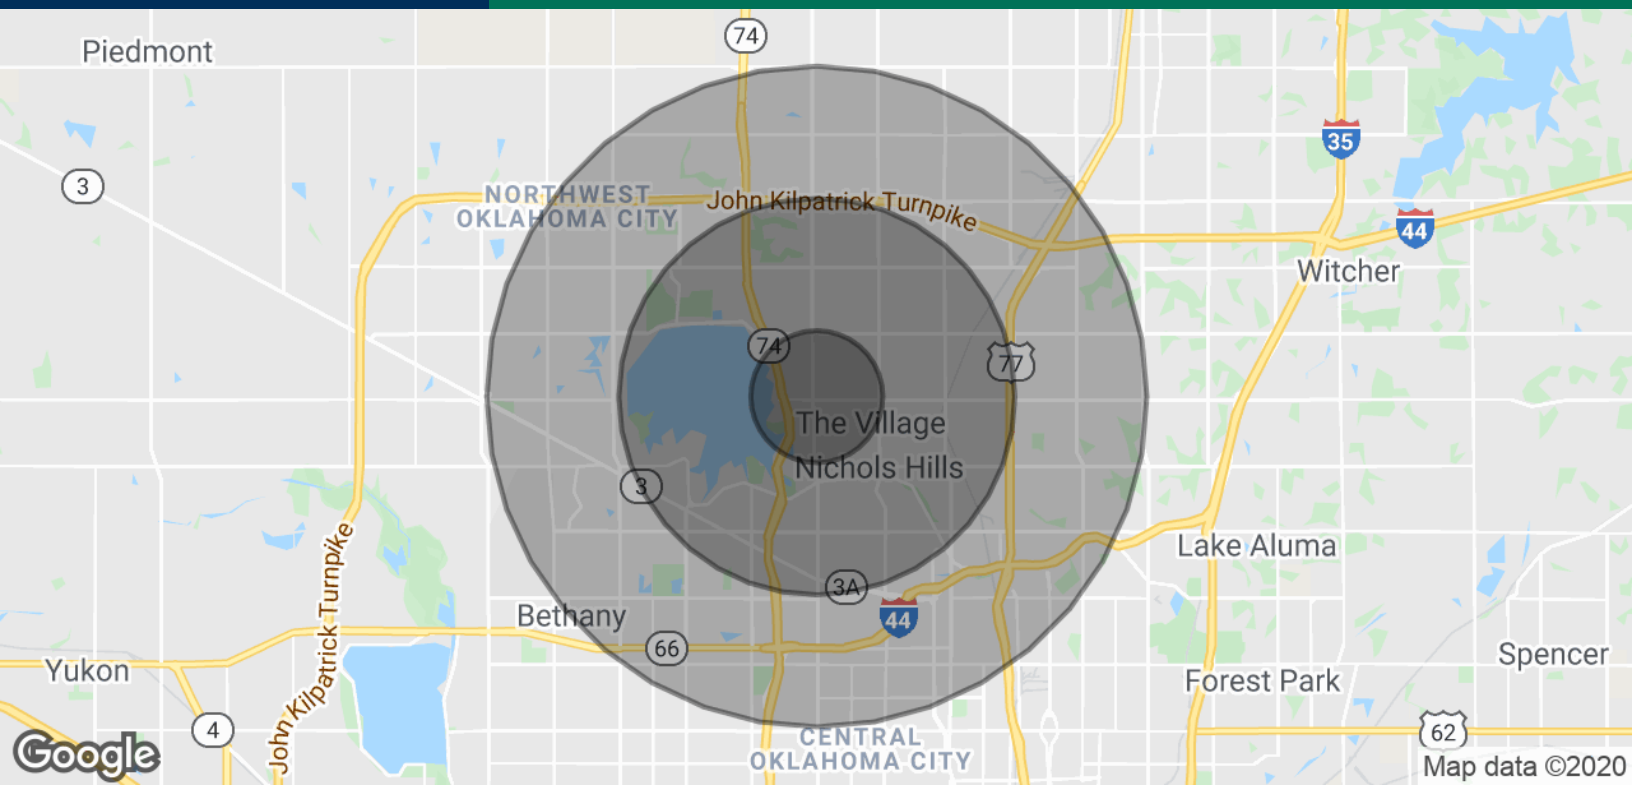 74
Piedmont
35
3
NORTHWEST
OKLAHOMA CITY
John Kilpatrick Turnpike
44
Witcher
74
77
The Village
Nichols Hills
3
John Kilpatrick Turnpike
Lake Aluma
3A
Bethany
44
66
Yukon
Spencer
Forest Park
4
62
CENTRAL
OKLAHOMA CITY
Google
Map data ©2020